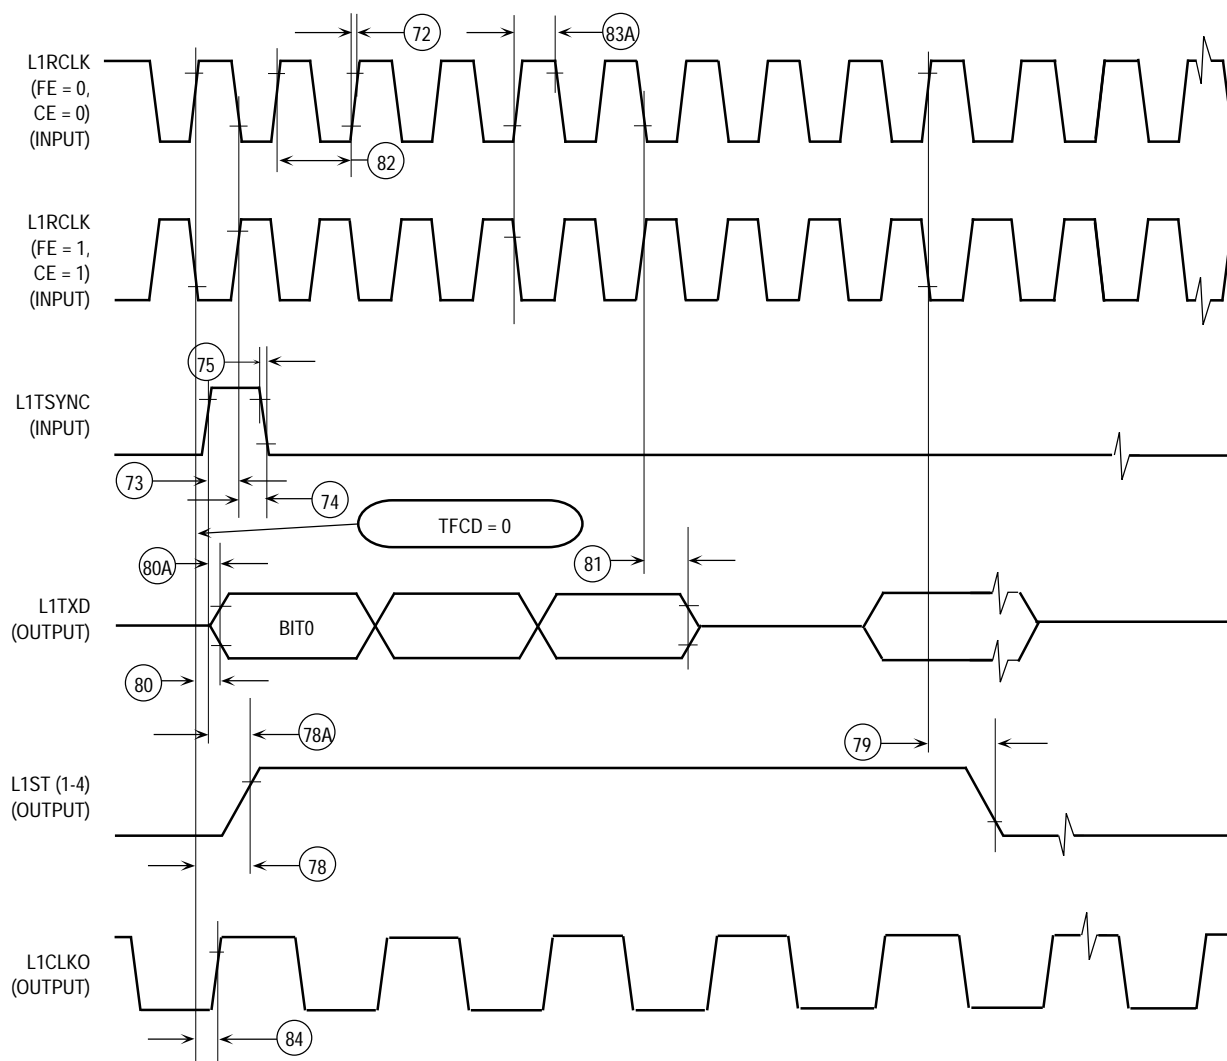 72
83A
L1RCLK
(FE = 0,
CE = 0)
(INPUT)
82
L1RCLK
(FE = 1,
CE = 1)
(INPUT)
75
L1TSYNC
(INPUT)
73
74
TFCD = 0
80A
81
L1TXD
(OUTPUT)
BIT0
80
78A
79
L1ST (1-4)
(OUTPUT)
78
L1CLKO
(OUTPUT)
84